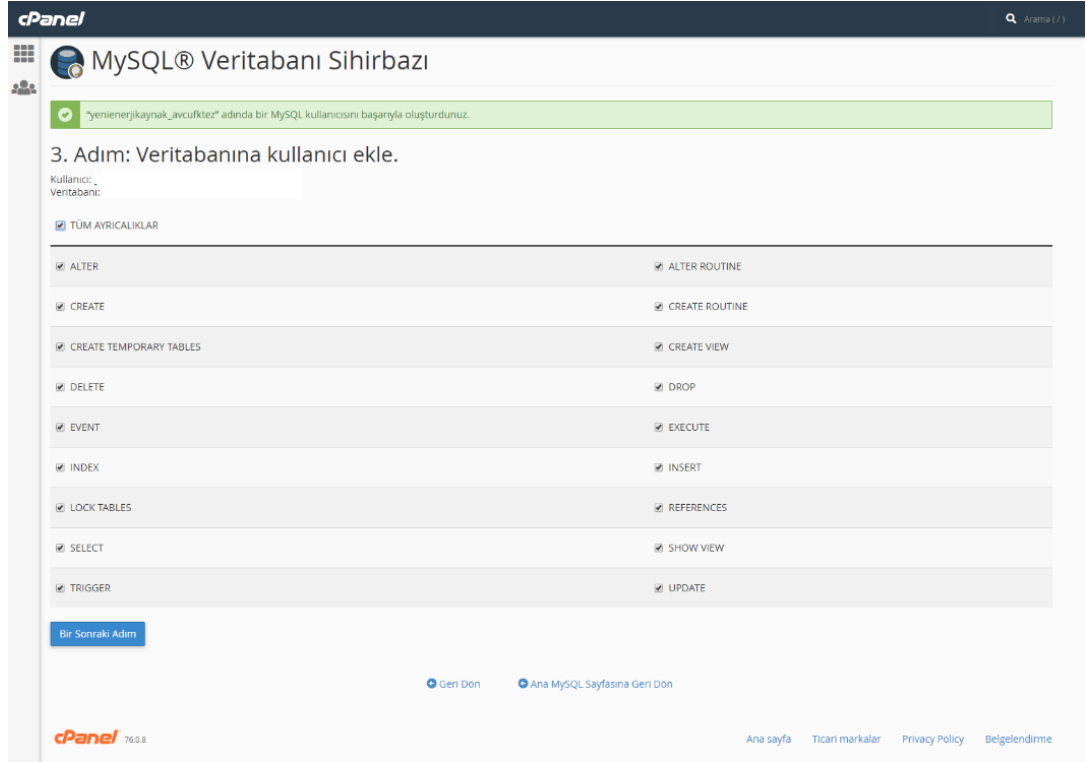 cPanel
Arama ( / )
MySQL® Veritabanı Sihirbazı
"yenienerjikaynak_avcufktez" adında bir MySQL kullanıcısını başarıyla oluşturdunuz.
3. Adım: Veritabanına kullanıcı ekle.
Kullanıcı:
Veritabanı:
TÜM AYRICALIKLAR
ALTER ALTER ROUTINE
CREATE CREATE ROUTINE
CREATE TEMPORARY TABLES CREATE VIEW
DELETE DROP
EVENT EXECUTE
INDEX INSERT
LOCK TABLES REFERENCES
SELECT SHOW VIEW
TRIGGER UPDATE
Bir Sonraki Adım
Geri Dön Ana MySQL Sayfasına Geri Dön
cPanel 76.0.8 Ana sayfa Ticari markalar Privacy Policy Belgelendirme